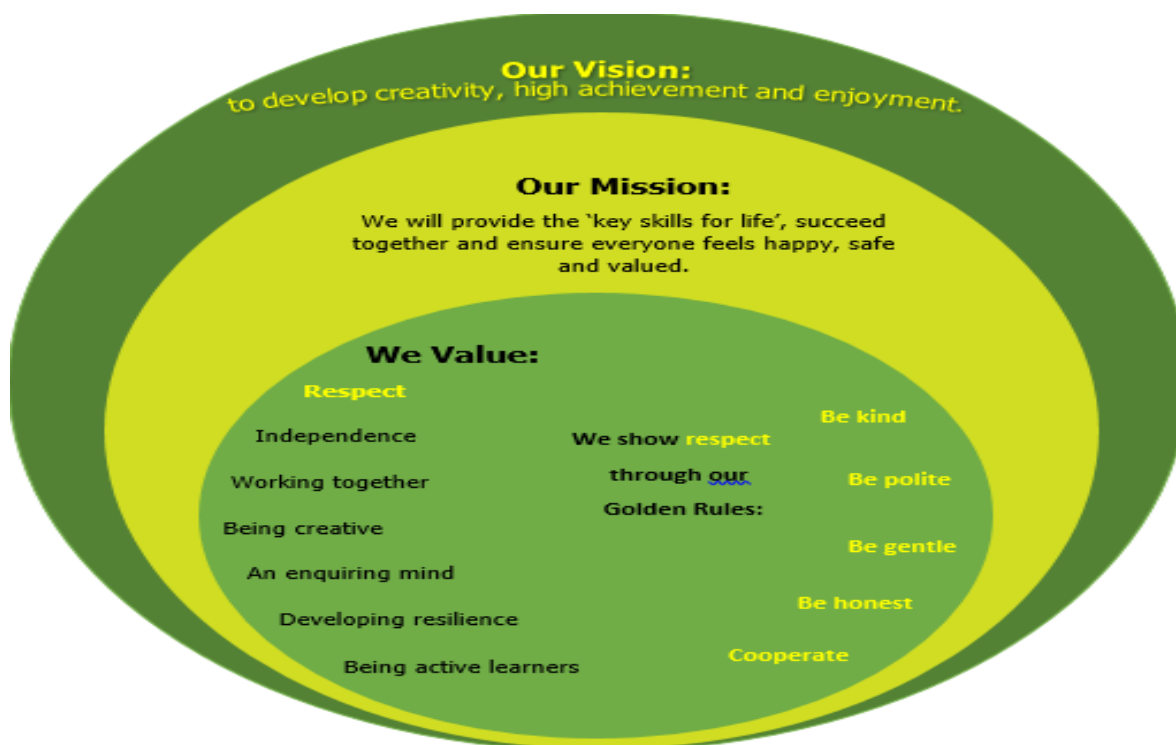 Our Vision:
to develop creativity, high achievement and enjoyment.
Our Mission:
We will provide the ‘key skills for life’, succeed
together and ensure everyone feels happy, safe
and valued.
We Value:
Respect
Independence
Working together
Being creative
An enquiring mind
Developing resilience
Being active learners
We show respect
through our
Golden Rules:
Be kind
Be polite
Be gentle
Be honest
Cooperate